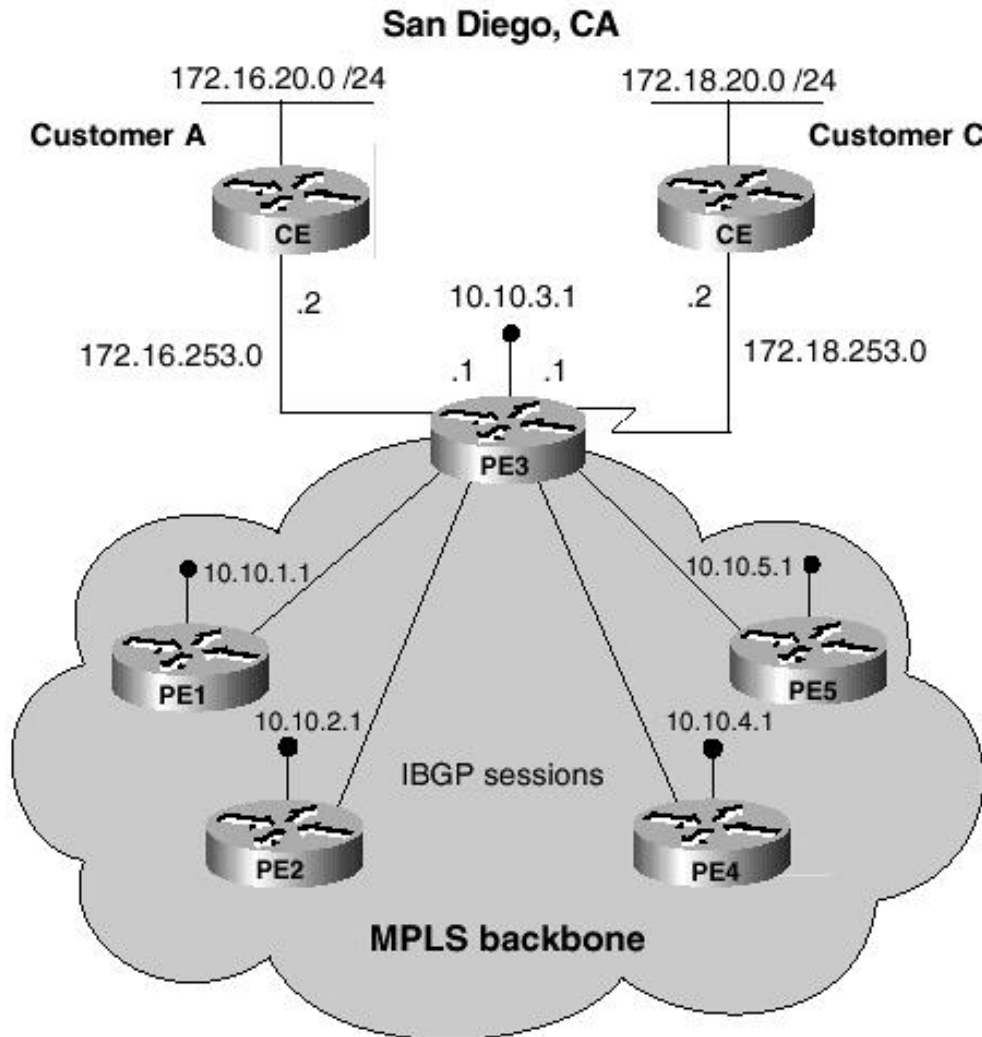 San Diego, CA
172.16.20.0 /24
172.18.20.0 /24
Customer A
Customer C
CE
CE
.2
10.10.3.1
.2
172.16.253.0
.1
.1
172.18.253.0
PE3
10.10.1.1
10.10.5.1
PE1
PE5
10.10.2.1
10.10.4.1
IBGP sessions
PE2
PE4
MPLS backbone